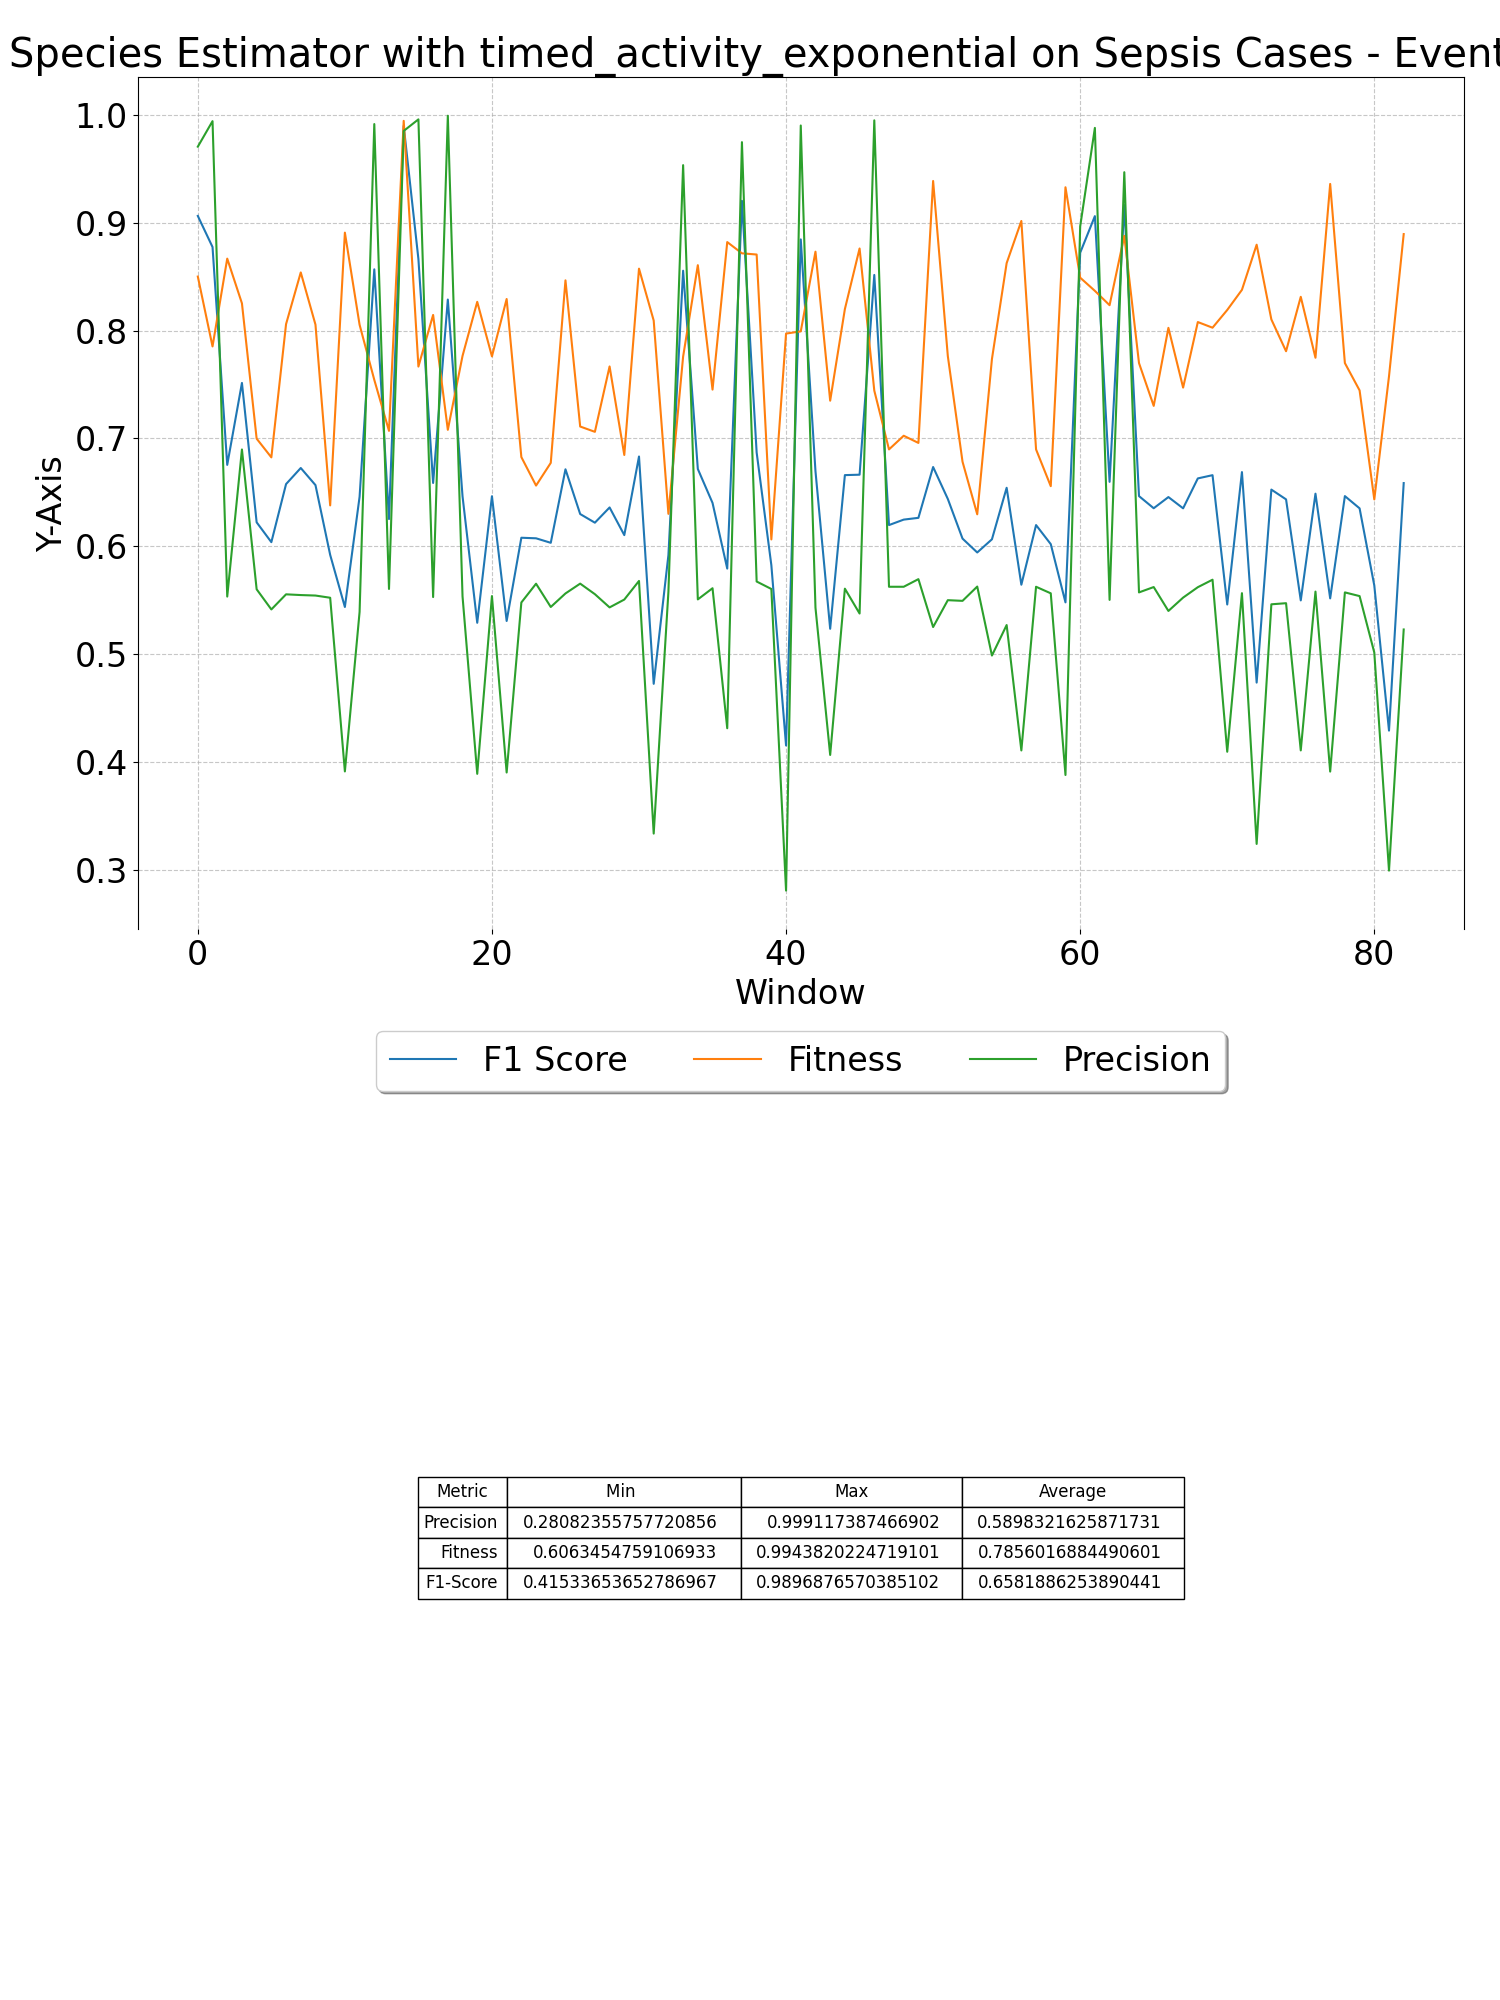 Species Estimator with timed_activity_exponential on Sepsis Cases - Event
1.0
0.9
0.8
0.7
0.6
0.5
0.4
0.3
Y-Axis
0 20 40 60 80
Window
F1 Score Fitness Precision
Metric Min Max Average
Precision 0.28082355757720856 0.999117387466902 0.5898321625871731
Fitness 0.6063454759106933 0.9943820224719101 0.7856016884490601
F1-Score 0.41533653652786967 0.9896876570385102 0.6581886253890441